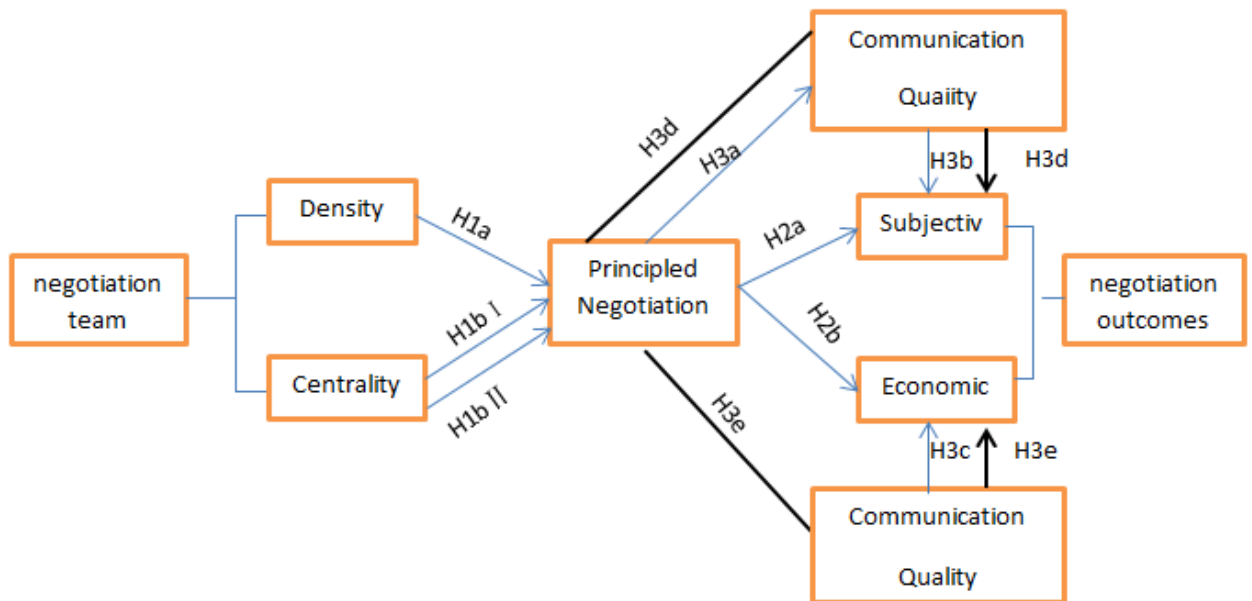 Communication
Quaiity
H3d
H3a
H3b
H3d
Density
H1a
Subjectiv
H2a
negotiation
team
Principled
Negotiation
negotiation
outcomes
H1b I
H2b
Centrality
H1b II
Economic
H3e
H3c
H3e
Communication
Quality